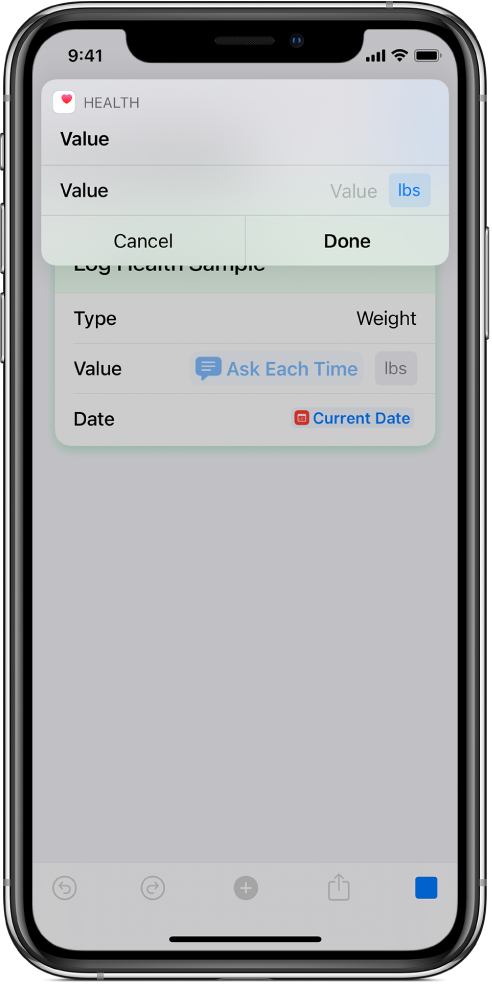 9:41
HEALTH
Value
Value Value lbs
Cancel Done
Log Health Sample
Type Weight
Value Ask Each Time lbs
Date Current Date